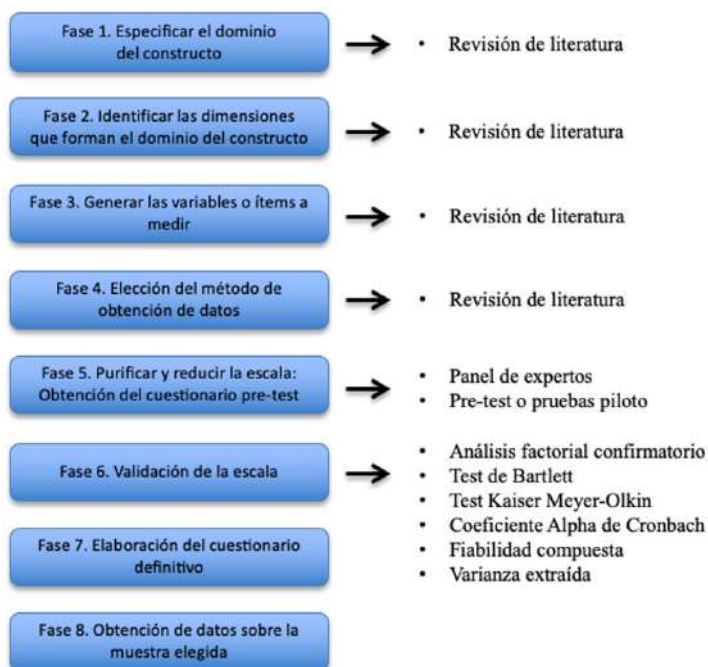 Fase 1. Especificar el dominio
del constructo
• Revisión de literatura
Fase 2. Identificar las dimensiones
que forman el dominio del constructo
• Revisión de literatura
Fase 3. Generar las variables o ítems a
medir
• Revisión de literatura
Fase 4. Elección del método de
obtención de datos
• Revisión de literatura
Fase 5. Purificar y reducir la escala:
Obtención del cuestionario pre-test
• Panel de expertos
• Pre-test o pruebas piloto
Fase 6. Validación de la escala
• Análisis factorial confirmatorio
• Test de Bartlett
• Test Kaiser Meyer-Olkin
• Coeficiente Alpha de Cronbach
• Fiabilidad compuesta
• Varianza extraída
Fase 7. Elaboración del cuestionario
definitivo
Fase 8. Obtención de datos sobre la
muestra elegida